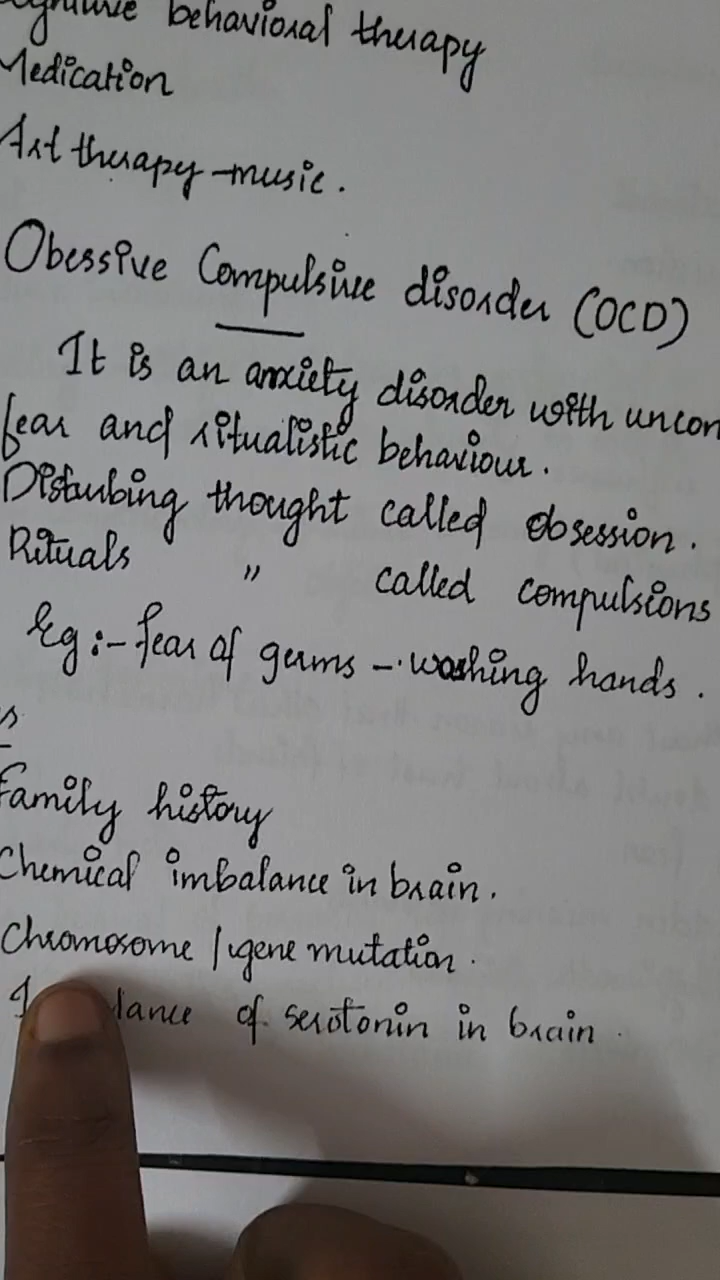 behavioral therapy
Medication
Art therapy - music.
Obessive Compulsive disorder (OCD)
It is an anxiety disorder with uncon
fear and ritualistic behaviour.
Disturbing thought called obsession.
Rituals " called compulsions
Eg :- fear of germs - washing hands.
Family history
Chemical imbalance in brain.
Chromosome / gene mutation.
lance of serotonin in brain.